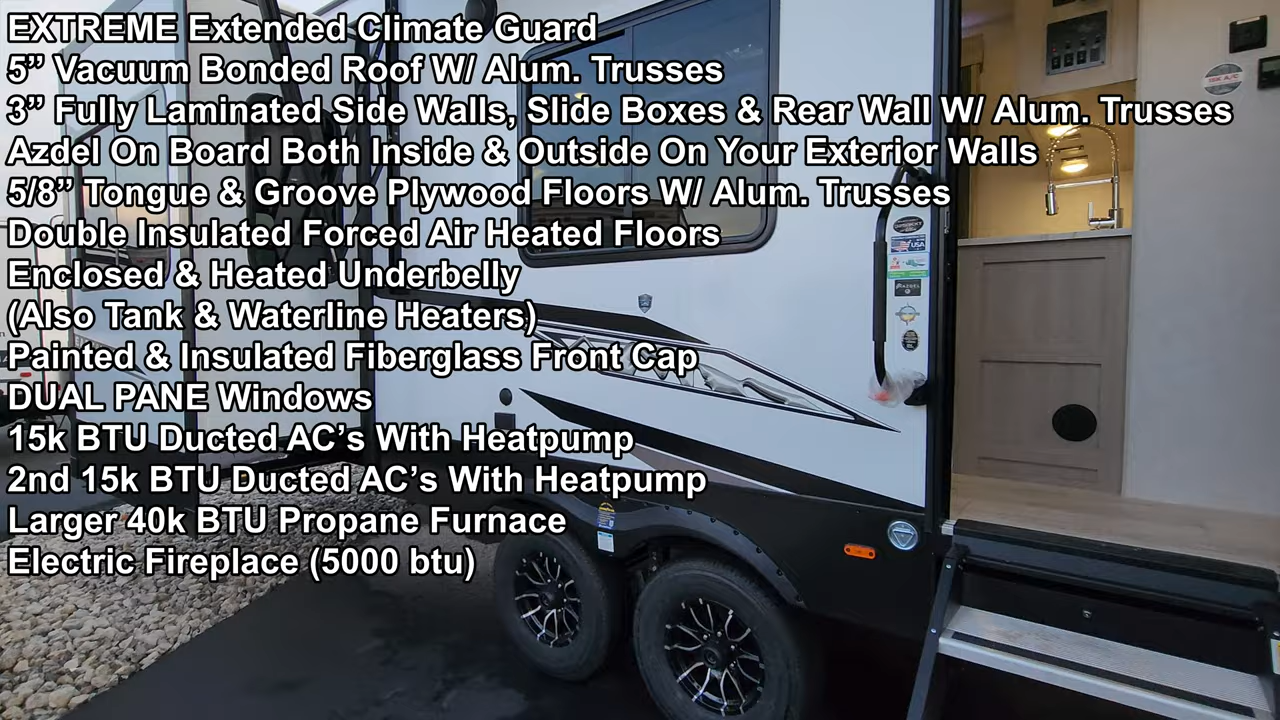 EXTREME Extended Climate Guard
5” Vacuum Bonded Roof W/ Alum. Trusses
3” Fully Laminated Side Walls, Slide Boxes & Rear Wall W/ Alum. Trusses
Azdel On Board Both Inside & Outside On Your Exterior Walls
5/8” Tongue & Groove Plywood Floors W/ Alum. Trusses
Double Insulated Forced Air Heated Floors
Enclosed & Heated Underbelly
(Also Tank & Waterline Heaters)
Painted & Insulated Fiberglass Front Cap
DUAL PANE Windows
15k BTU Ducted AC’s With Heatpump
2nd 15k BTU Ducted AC’s With Heatpump
Larger 40k BTU Propane Furnace
Electric Fireplace (5000 btu)
USA
AZDEL